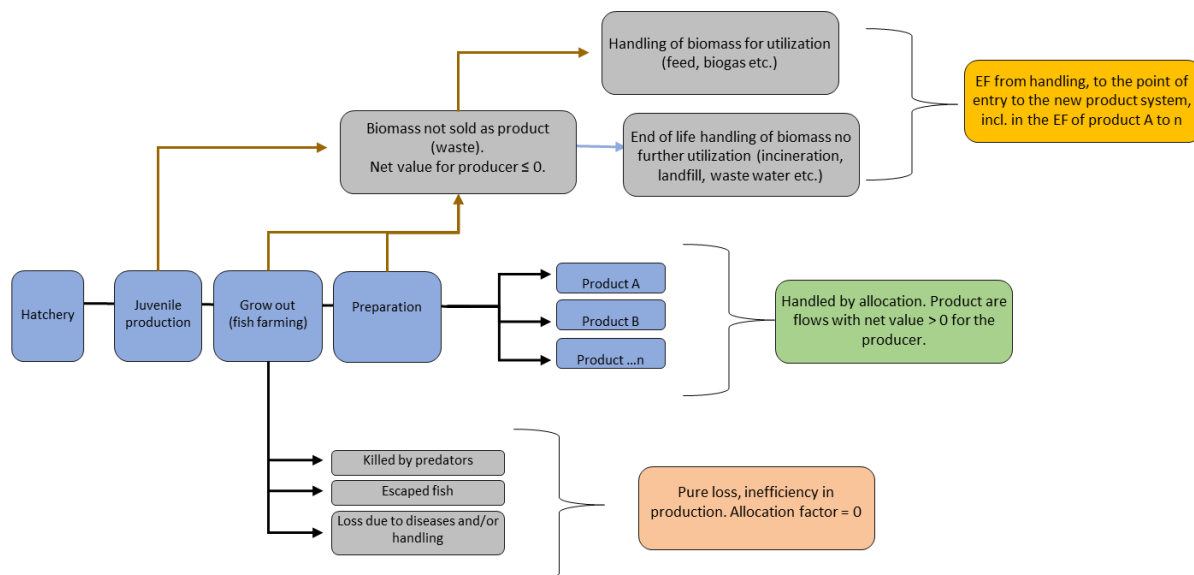 Handling of biomass for utilization
(feed, biogas etc.)
EF from handling, to the point of
entry to the new product system,
incl. in the EF of product A to n
Biomass not sold as product
(waste).
Net value for producer ≤ 0.
End of life handling of biomass no
further utilization (incineration,
landfill, waste water etc.)
Hatchery
Juvenile
production
Grow out
(fish farming)
Preparation
Product A
Product B
Product ...n
Handled by allocation. Product are
flows with net value > 0 for the
producer.
Killed by predators
Escaped fish
Loss due to diseases and/or
handling
Pure loss, inefficiency in
production. Allocation factor = 0